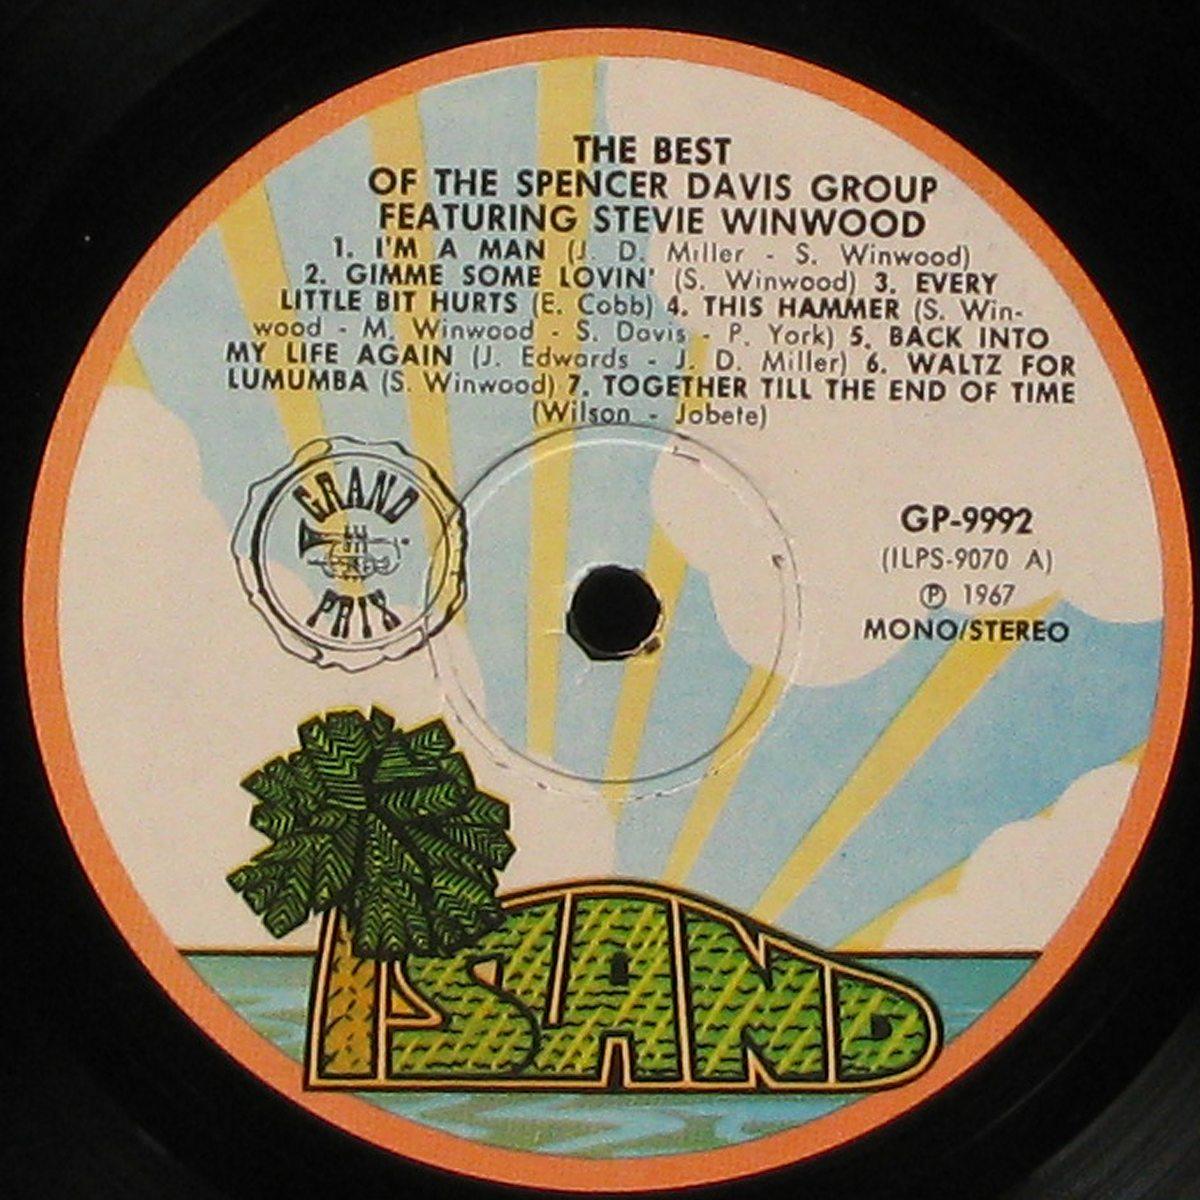 THE BEST
OF THE SPENCER DAVIS GROUP
FEATURING STEVIE WINWOOD
1. I'M A MAN (J. D. Miller - S. Winwood)
2. GIMME SOME LOVIN' (S. Winwood) 3. EVERY
LITTLE BIT HURTS (E. Cobb) 4. THIS HAMMER (S. Win-
wood - M. Winwood - S. Davis - P. York) 5. BACK INTO
MY LIFE AGAIN (J. Edwards - J. D. Miller) 6. WALTZ FOR
LUMUMBA (S. Winwood) 7. TOGETHER TILL THE END OF TIME
(Wilson - Jobete)
GRAND
PRIX
GP-9992
(ILPS-9070 A)
Ⓟ 1967
MONO/STEREO
ISLAND